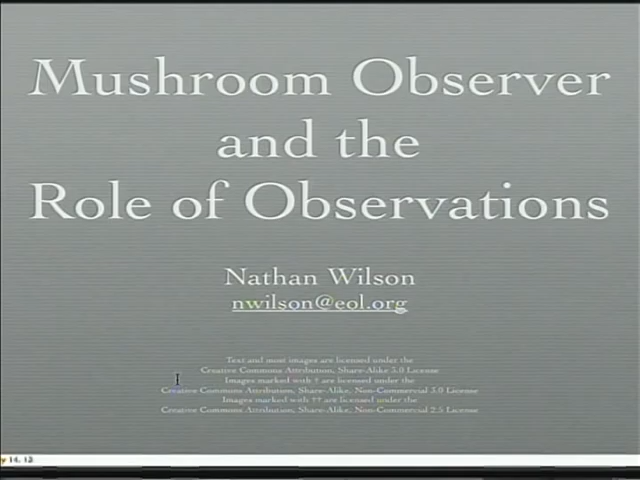 Mushroom Observer
and the
Role of Observations
Nathan Wilson
nwilson@eol.org
Text and most images are licensed under the
Creative Commons Attribution, Share-Alike 3.0 License
Images marked with † are licensed under the
Creative Commons Attribution, Share-Alike, Non-Commercial 3.0 License
Images marked with †† are licensed under the
Creative Commons Attribution, Share-Alike, Non-Commercial 2.5 License
y 14, 13